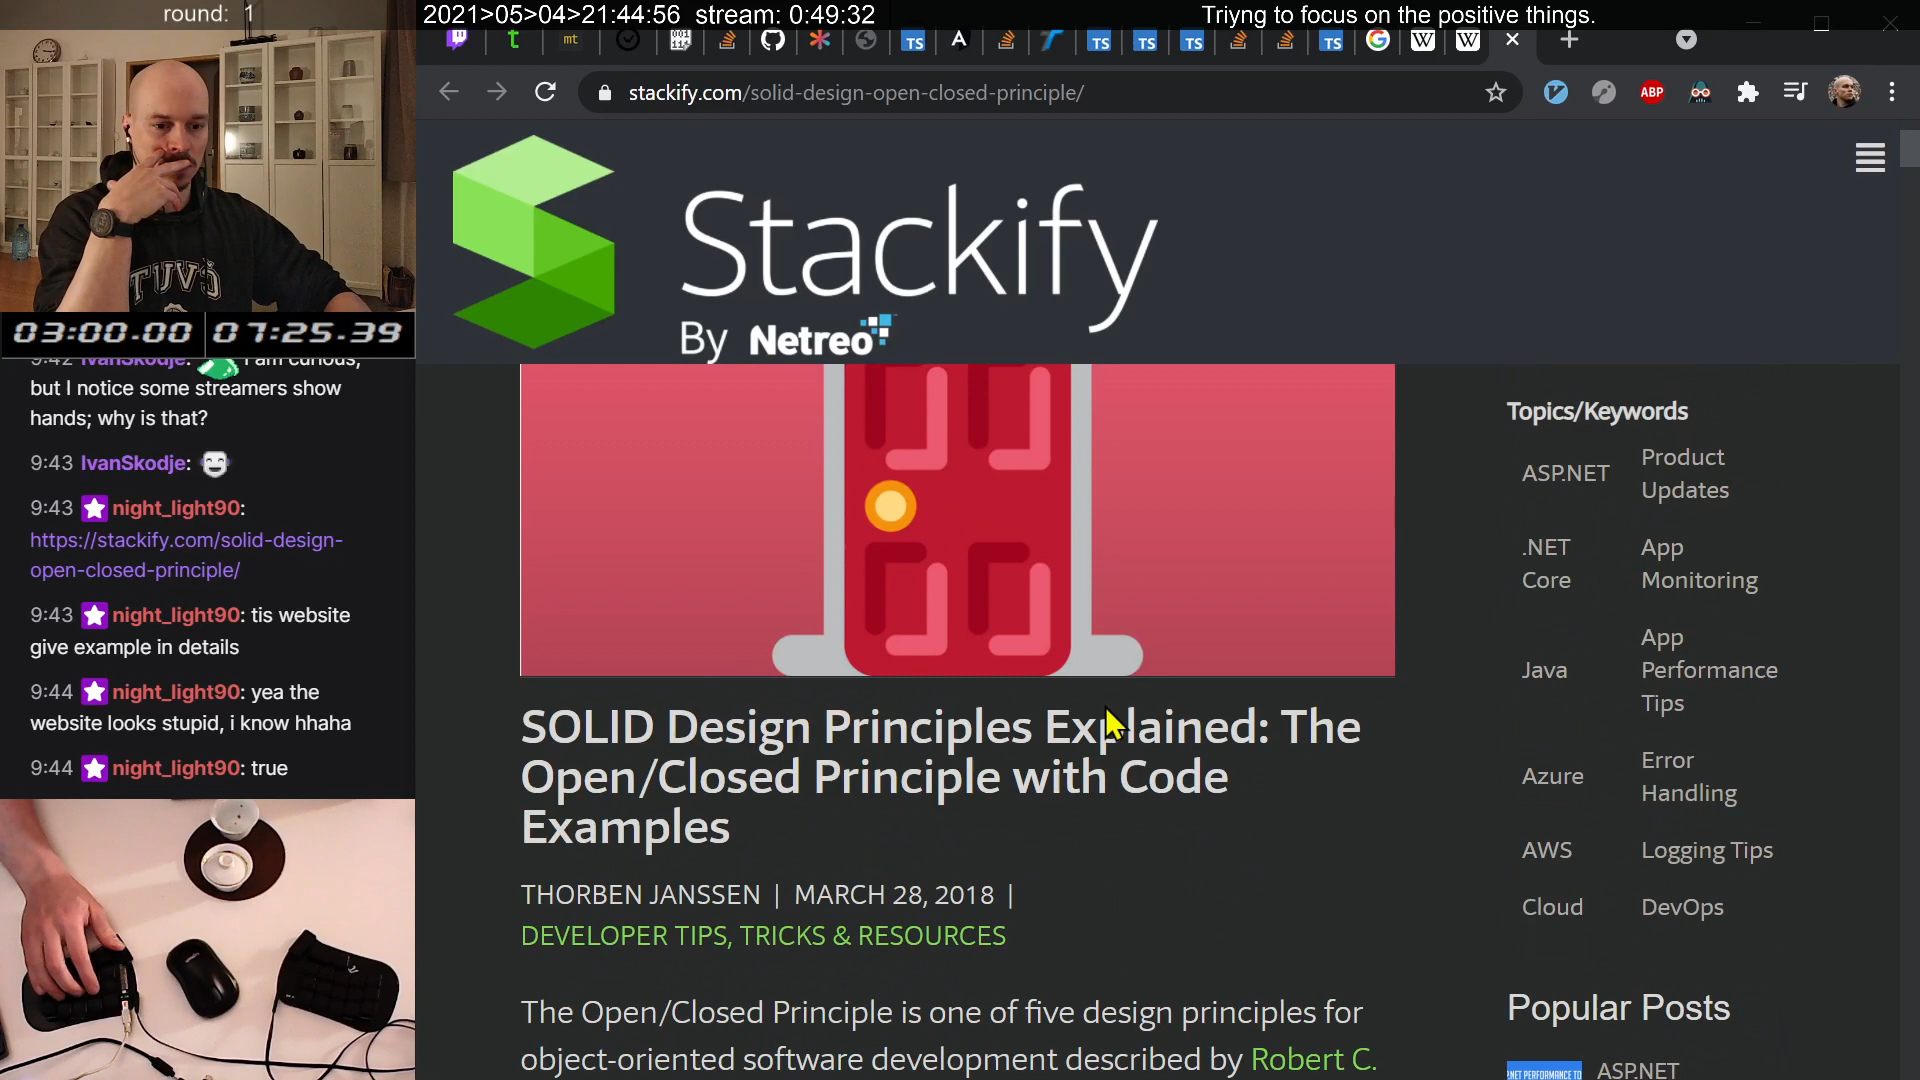 round: 1
2021>05>04>21:44:56 stream: 0:49:32
Triyng to focus on the positive things.
stackify.com/solid-design-open-closed-principle/
ABP
Stackify
By Netreo
TUVŠ
03:00.00 07:25.39
9:42 IvanSkodje: I am curious,
but I notice some streamers show
hands; why is that?
9:43 IvanSkodje:
9:43 night_light90:
https://stackify.com/solid-design-
open-closed-principle/
9:43 night_light90: tis website
give example in details
9:44 night_light90: yea the
website looks stupid, i know hhaha
9:44 night_light90: true
SOLID Design Principles Explained: The
Open/Closed Principle with Code
Examples
THORBEN JANSSEN | MARCH 28, 2018 |
DEVELOPER TIPS, TRICKS & RESOURCES
The Open/Closed Principle is one of five design principles for
object-oriented software development described by Robert C.
Topics/Keywords
ASP.NET
Product
Updates
.NET
Core
App
Monitoring
Java
App
Performance
Tips
Azure
Error
Handling
AWS
Logging Tips
Cloud
DevOps
Popular Posts
ASP.NET